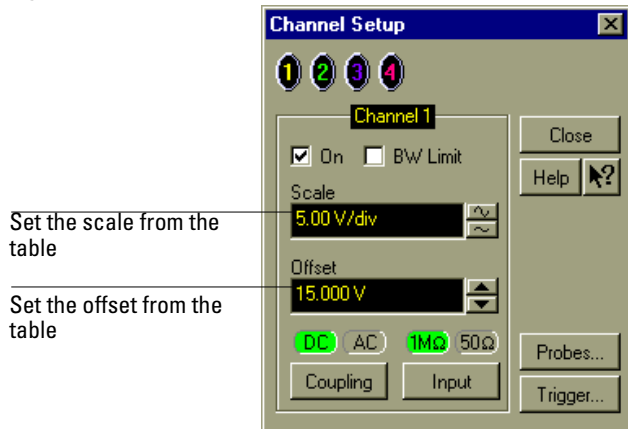 Channel Setup
1 2 3 4
Channel 1
On BW Limit
Close
Help ?
Scale
5.00 V/div
Set the scale from the
table
Offset
15.000 V
Set the offset from the
table
DC AC 1MΩ 50Ω
Coupling Input
Probes...
Trigger...